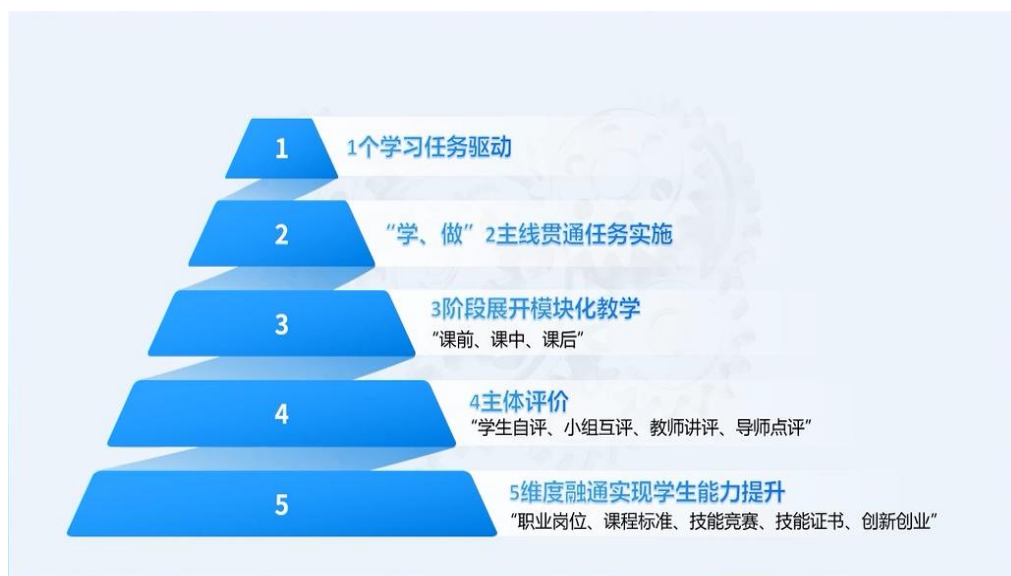 1
1个学习任务驱动
2
“学、做”2主线贯通任务实施
3
3阶段展开模块化教学
“课前、课中、课后”
4
4主体评价
“学生自评、小组互评、教师讲评、导师点评”
5
5维度融通实现学生能力提升
“职业岗位、课程标准、技能竞赛、技能证书、创新创业”